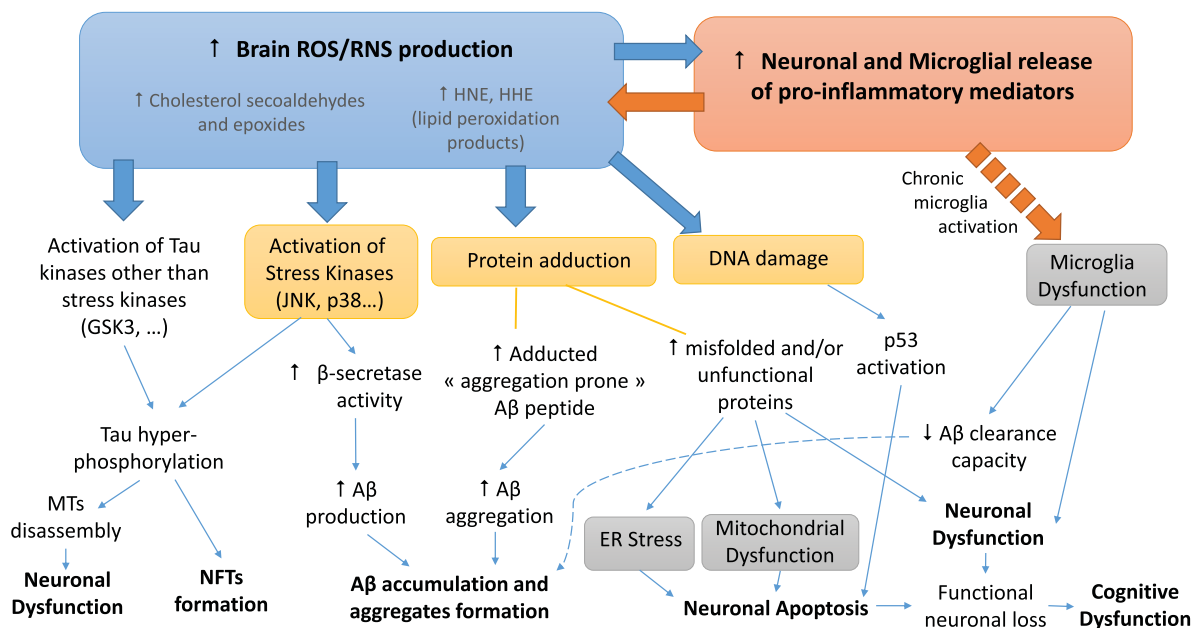 ↑ Brain ROS/RNS production
↑ Cholesterol secoaldehydes
and epoxides
↑ HNE, HHE
(lipid peroxidation
products)
↑ Neuronal and Microglial release
of pro-inflammatory mediators
Chronic
microglia
activation
Activation of Tau
kinases other than
stress kinases
(GSK3, ...)
Activation of
Stress Kinases
(JNK, p38...)
Protein adduction
DNA damage
Microglia
Dysfunction
↑ β-secretase
activity
↑ Adducted
« aggregation prone »
Aβ peptide
↑ misfolded and/or
unfunctional
proteins
p53
activation
Tau hyper-
phosphorylation
↓ Aβ clearance
capacity
MTs
disassembly
↑ Aβ
production
↑ Aβ
aggregation
ER Stress
Mitochondrial
Dysfunction
Neuronal
Dysfunction
Neuronal
Dysfunction
NFTs
formation
Aβ accumulation and
aggregates formation
Neuronal Apoptosis
Functional
neuronal loss
Cognitive
Dysfunction